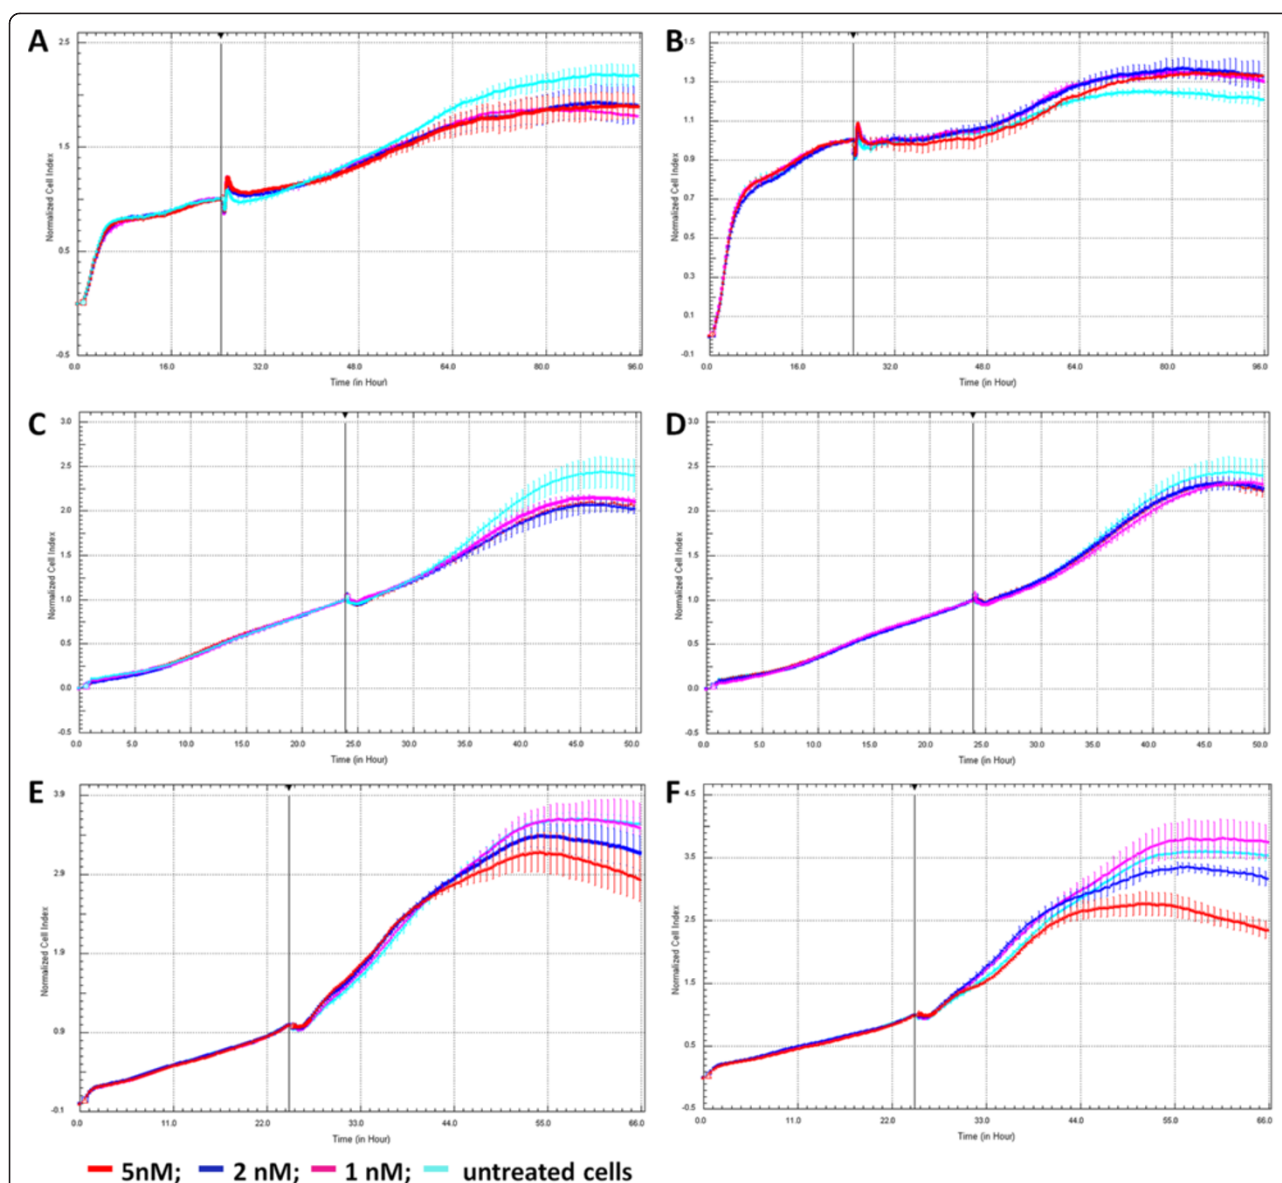 A
2.5
1.5
0.5
-0.5
Normalized Cell Index
0.0 16.0 32.0 48.0 64.0 80.0 96.0
Time (in Hour)
B
1.5
1.3
1.1
0.9
0.7
0.5
0.3
0.1
-0.1
Normalized Cell Index
0.0 16.0 32.0 48.0 64.0 80.0 96.0
Time (in Hour)
C
3.0
2.5
2.0
1.5
1.0
0.5
0.0
-0.5
Normalized Cell Index
0.0 5.0 10.0 15.0 20.0 25.0 30.0 35.0 40.0 45.0 50.0
Time (in Hour)
D
3.0
2.5
2.0
1.5
1.0
0.5
0.0
-0.5
Normalized Cell Index
0.0 5.0 10.0 15.0 20.0 25.0 30.0 35.0 40.0 45.0 50.0
Time (in Hour)
E
3.9
2.9
1.9
0.9
-0.1
Normalized Cell Index
0.0 11.0 22.0 33.0 44.0 55.0 66.0
Time (in Hour)
F
4.5
3.5
2.5
1.5
0.5
-0.5
Normalized Cell Index
0.0 11.0 22.0 33.0 44.0 55.0 66.0
Time (in Hour)
5nM; 2 nM; 1 nM; untreated cells